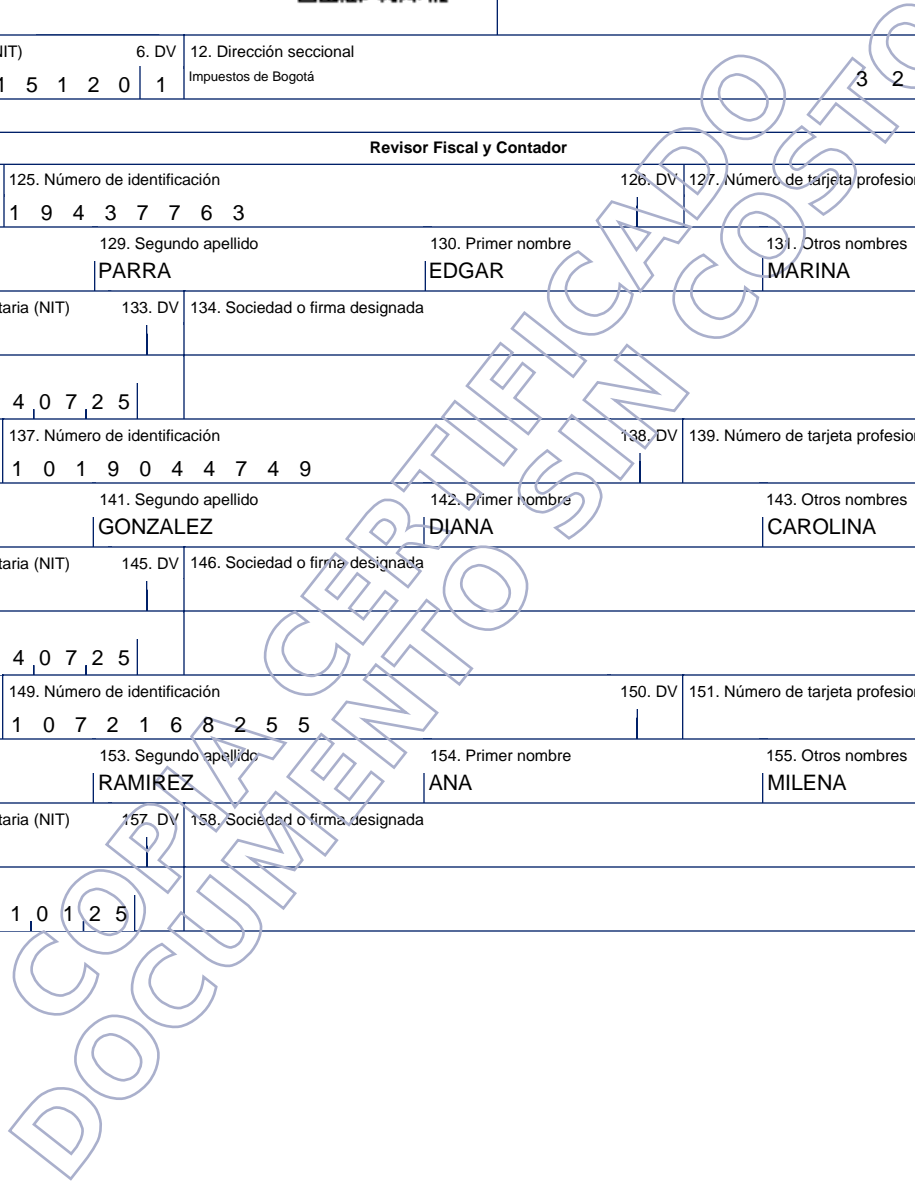 IT) 6. DV 12. Dirección seccional
1 5 1 2 0 1 Impuestos de Bogotá 3 2
Revisor Fiscal y Contador
125. Número de identificación 126. DV 127. Número de tarjeta profesion
1 9 4 3 7 7 6 3
129. Segundo apellido 130. Primer nombre 131. Otros nombres
PARRA EDGAR MARINA
taria (NIT) 133. DV 134. Sociedad o firma designada
4 0 7 2 5
137. Número de identificación 138. DV 139. Número de tarjeta profesion
1 0 1 9 0 4 4 7 4 9
141. Segundo apellido 142. Primer nombre 143. Otros nombres
GONZALEZ DIANA CAROLINA
taria (NIT) 145. DV 146. Sociedad o firma designada
4 0 7 2 5
149. Número de identificación 150. DV 151. Número de tarjeta profesion
1 0 7 2 1 6 8 2 5 5
153. Segundo apellido 154. Primer nombre 155. Otros nombres
RAMIREZ ANA MILENA
taria (NIT) 157. DV 158. Sociedad o firma designada
1 0 1 2 5
COPIA CERTIFICADO
DOCUMENTO SIN COSTO